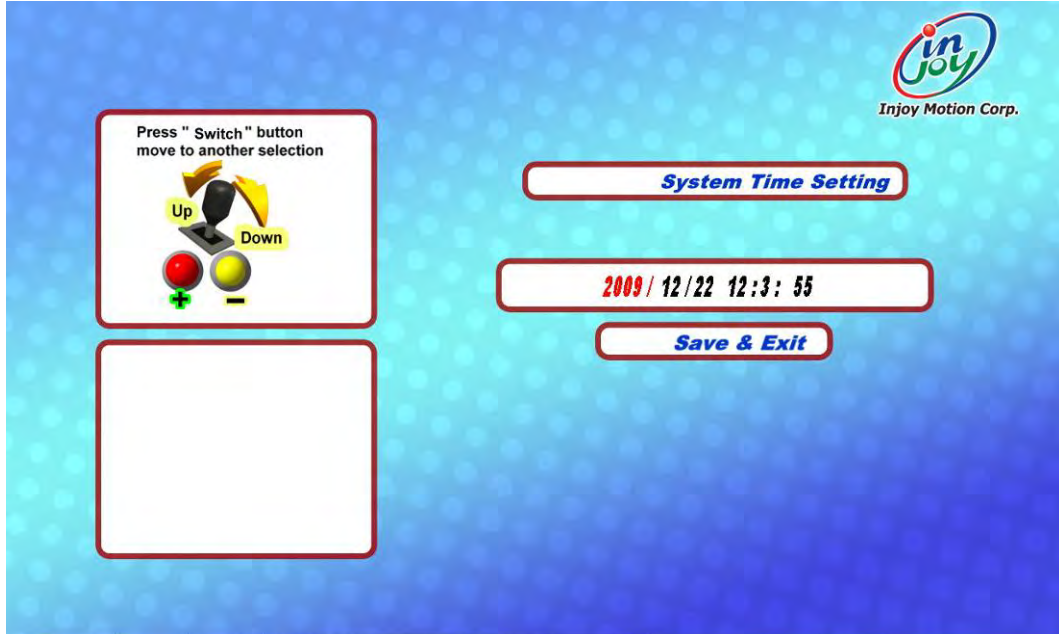 in
joy
Injoy Motion Corp.
Press " Switch " button
move to another selection
Up
Down
+ −
System Time Setting
2009 / 12 / 22 12 : 3 : 55
Save & Exit